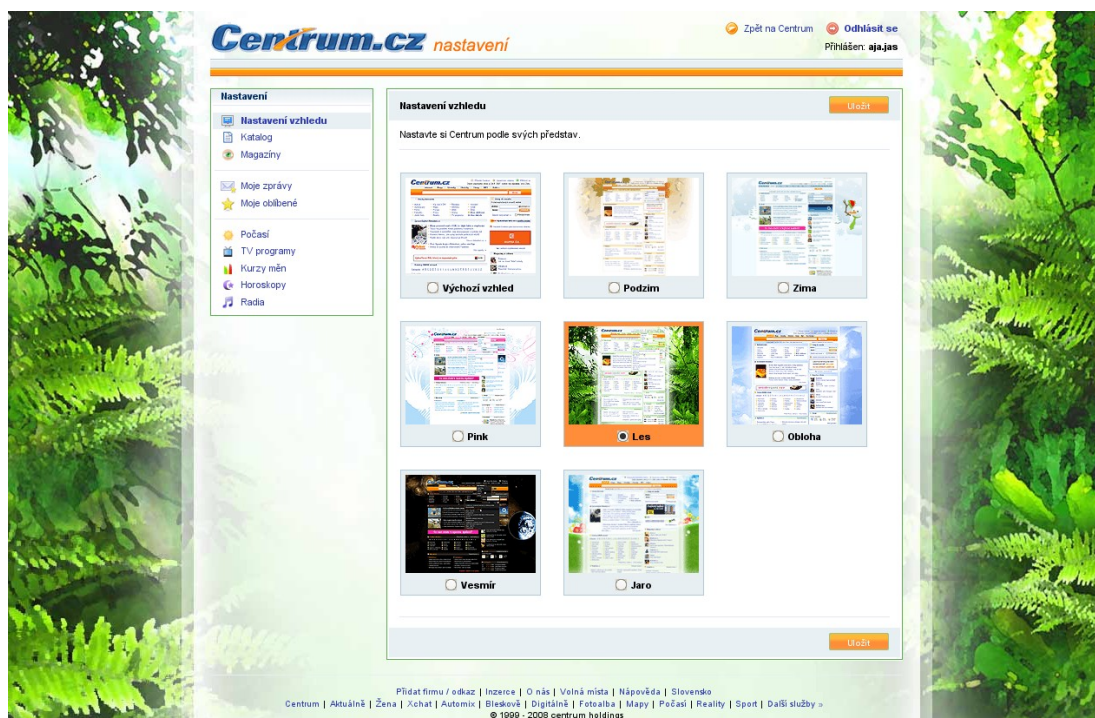 Centrum.cz nastavení
Zpět na Centrum Odhlásit se
Přihlášen: aja.jas
Nastavení
Nastavení vzhledu
Katalog
Magazíny
Moje zprávy
Moje oblíbené
Počasí
TV programy
Kurzy měn
Horoskopy
Radia
Nastavení vzhledu Uložit
Nastavte si Centrum podle svých představ.
Výchozí vzhled Podzim Zima
Pink Les Obloha
Vesmír Jaro
Uložit
Přidat firmu / odkaz | Inzerce | O nás | Volná místa | Nápověda | Slovensko
Centrum | Aktuálně | Žena | Xchat | Automix | Bleskově | Digitálně | Fotoalba | Mapy | Počasí | Reality | Sport | Další služby »
© 1999 - 2008 centrum holdings